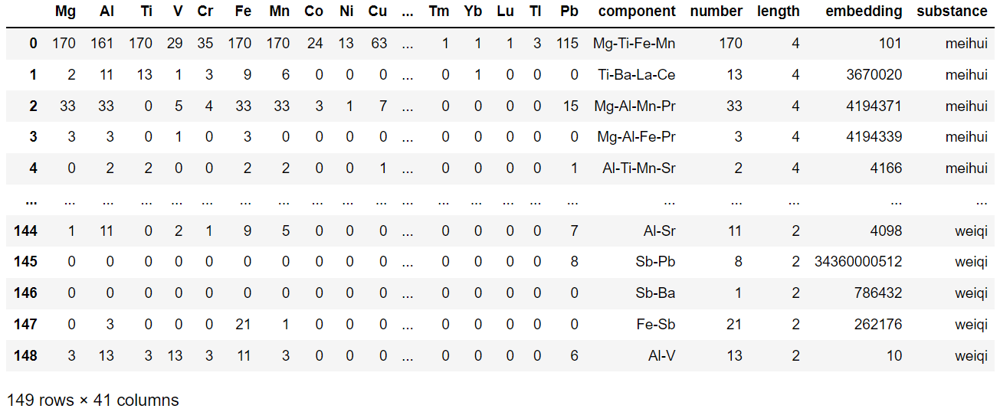 Mg Al Ti V Cr Fe Mn Co Ni Cu ... Tm Yb Lu Tl Pb component number length embedding substance
0 170 161 170 29 35 170 170 24 13 63 ... 1 1 1 3 115 Mg-Ti-Fe-Mn 170 4 101 meihui
1 2 11 13 1 3 9 6 0 0 0 ... 0 1 0 0 0 Ti-Ba-La-Ce 13 4 3670020 meihui
2 33 33 0 5 4 33 33 3 1 7 ... 0 0 0 0 15 Mg-Al-Mn-Pr 33 4 4194371 meihui
3 3 3 0 1 0 3 0 0 0 0 ... 0 0 0 0 0 Mg-Al-Fe-Pr 3 4 4194339 meihui
4 0 2 2 0 0 2 2 0 0 1 ... 0 0 0 0 1 Al-Ti-Mn-Sr 2 4 4166 meihui
... ... ... ... ... ... ... ... ... ... ... ... ... ... ... ... ... ... ... ... ... ...
144 1 11 0 2 1 9 5 0 0 0 ... 0 0 0 0 7 Al-Sr 11 2 4098 weiqi
145 0 0 0 0 0 0 0 0 0 0 ... 0 0 0 0 8 Sb-Pb 8 2 34360000512 weiqi
146 0 0 0 0 0 0 0 0 0 0 ... 0 0 0 0 0 Sb-Ba 1 2 786432 weiqi
147 0 3 0 0 0 21 1 0 0 0 ... 0 0 0 0 0 Fe-Sb 21 2 262176 weiqi
148 3 13 3 13 3 11 3 0 0 0 ... 0 0 0 0 6 Al-V 13 2 10 weiqi
149 rows × 41 columns